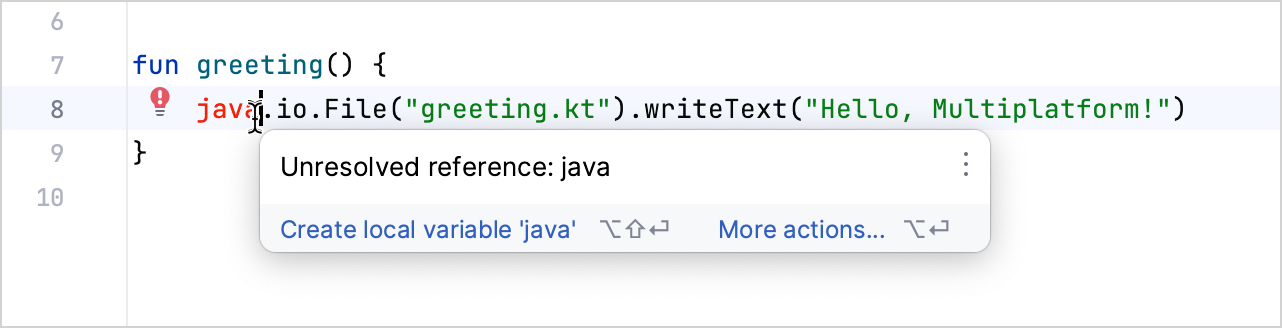 6
7 fun greeting() {
8 java.io.File("greeting.kt").writeText("Hello, Multiplatform!")
9 }
Unresolved reference: java
10
Create local variable 'java' ⌥⇧↩ More actions... ⌥↩